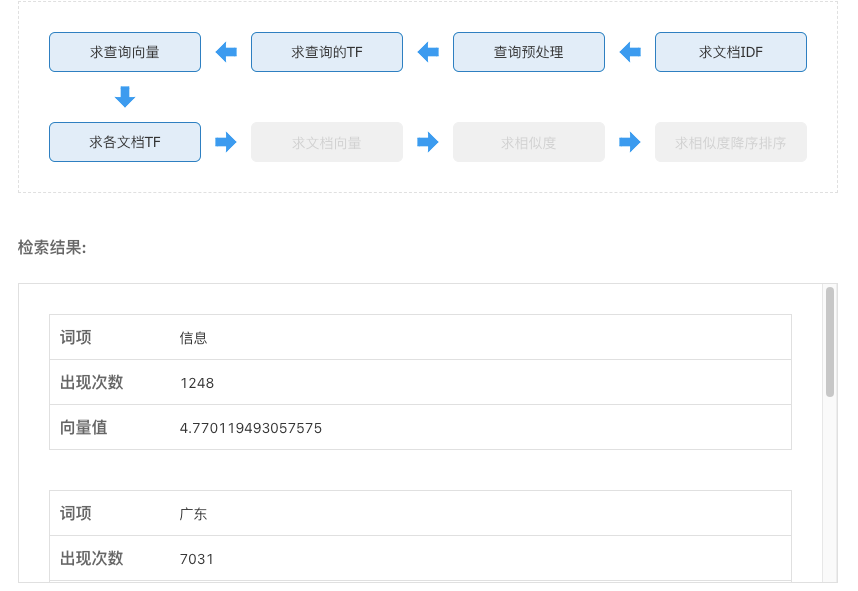 求查询向量 求查询的TF 查询预处理 求文档IDF
求各文档TF 求文档向量 求相似度 求相似度降序排序
检索结果:
词项 信息
出现次数 1248
向量值 4.770119493057575
词项 广东
出现次数 7031